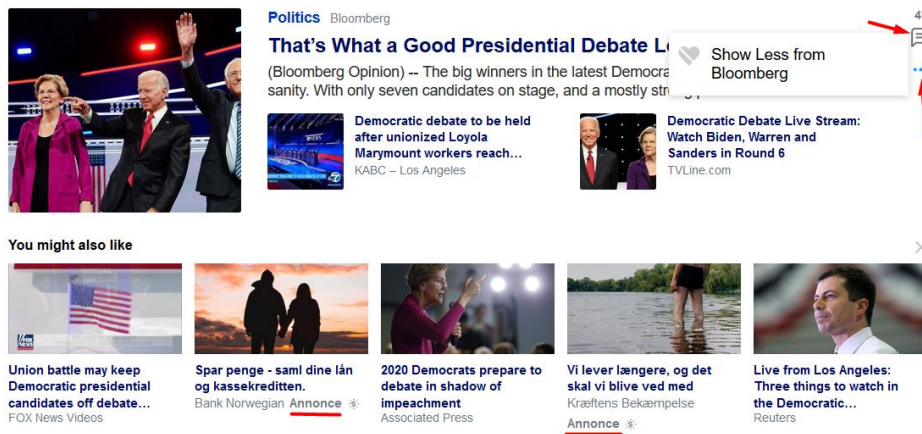 Politics Bloomberg
That's What a Good Presidential Debate
(Bloomberg Opinion) -- The big winners in the latest
sanity. With only seven candidates on stage, and a mostly
Show Less from
Bloomberg
Democratic debate to be held
after unionized Loyola
Marymount workers reach...
KABC – Los Angeles
Democratic Debate Live Stream:
Watch Biden, Warren and
Sanders in Round 6
TVLine.com
You might also like
FOX
NEWS
Union battle may keep
Democratic presidential
candidates off debate...
FOX News Videos
Spar penge - saml dine lån
og kassekreditten.
Bank Norwegian Annonce
2020 Democrats prepare to
debate in shadow of
impeachment
Associated Press
Vi lever længere, og det
skal vi blive ved med
Kræftens Bekæmpelse
Annonce
Live from Los Angeles:
Three things to watch in
the Democratic...
Reuters